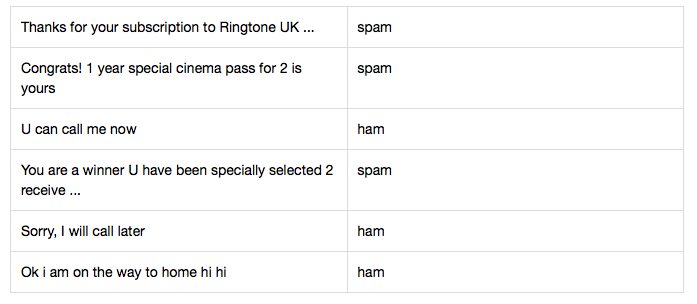 Thanks for your subscription to Ringtone UK ... spam
Congrats! 1 year special cinema pass for 2 is spam
yours
U can call me now ham
You are a winner U have been specially selected 2 spam
receive ...
Sorry, I will call later ham
Ok i am on the way to home hi hi ham